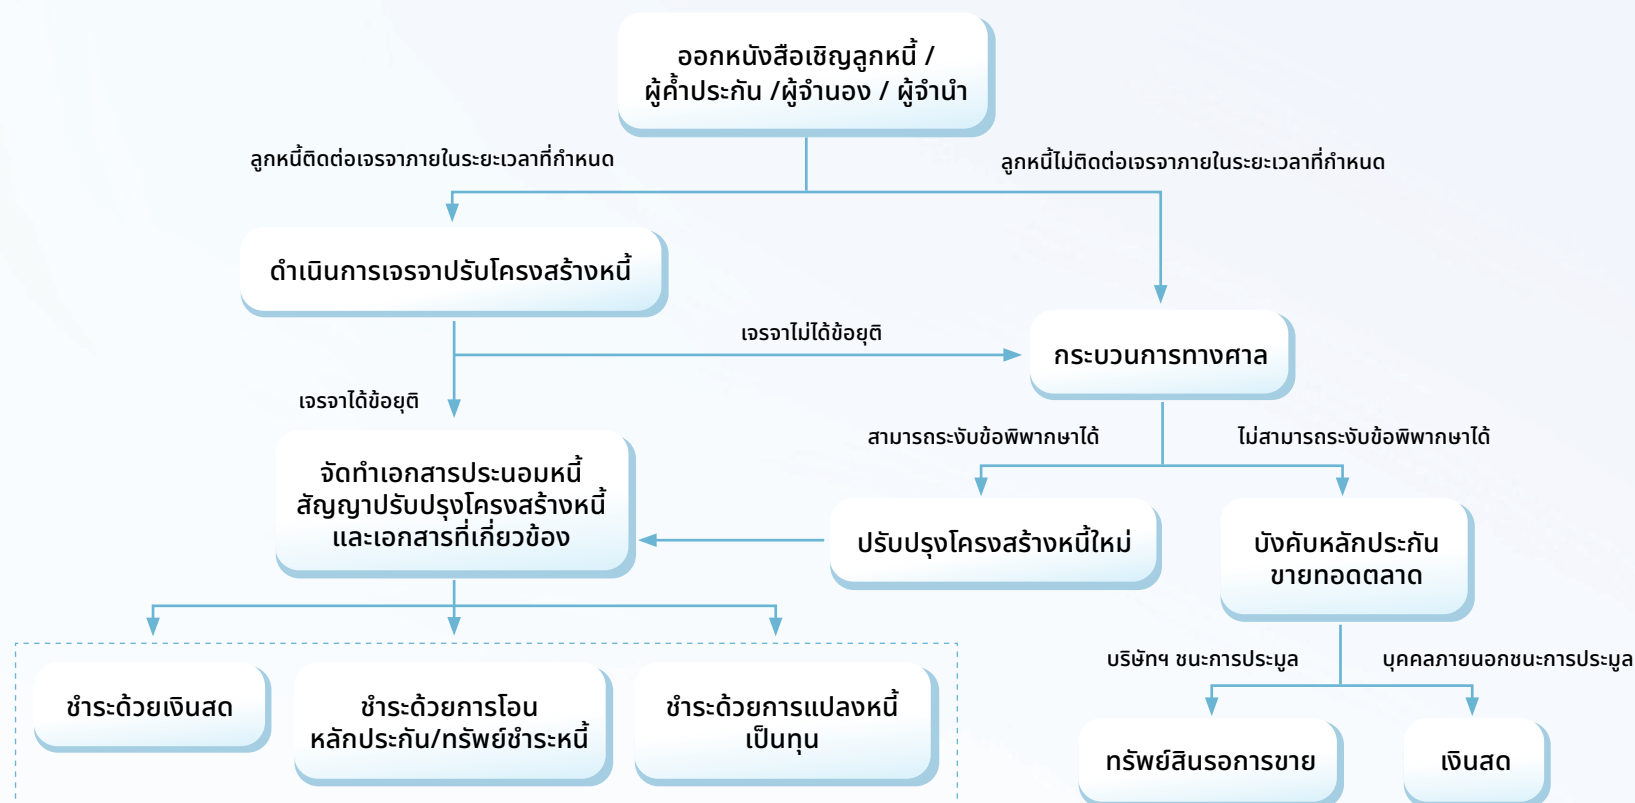 ออกหนังสือเชิญลูกหนี้ /
ผู้ค้ำประกัน /ผู้จำนอง / ผู้จำนำ
ลูกหนี้ติดต่อเจรจาภายในระยะเวลาที่กำหนด
ลูกหนี้ไม่ติดต่อเจรจาภายในระยะเวลาที่กำหนด
ดำเนินการเจรจาปรับโครงสร้างหนี้
เจรจาไม่ได้ข้อยุติ
กระบวนการทางศาล
เจรจาได้ข้อยุติ
สามารถระงับข้อพิพากษาได้
ไม่สามารถระงับข้อพิพากษาได้
จัดทำเอกสารประนอมหนี้
สัญญาปรับปรุงโครงสร้างหนี้
และเอกสารที่เกี่ยวข้อง
ปรับปรุงโครงสร้างหนี้ใหม่
บังคับหลักประกัน
ขายทอดตลาด
บริษัทฯ ชนะการประมูล
บุคคลภายนอกชนะการประมูล
ชำระด้วยเงินสด
ชำระด้วยการโอน
หลักประกัน/ทรัพย์ชำระหนี้
ชำระด้วยการแปลงหนี้
เป็นทุน
ทรัพย์สินรอการขาย
เงินสด